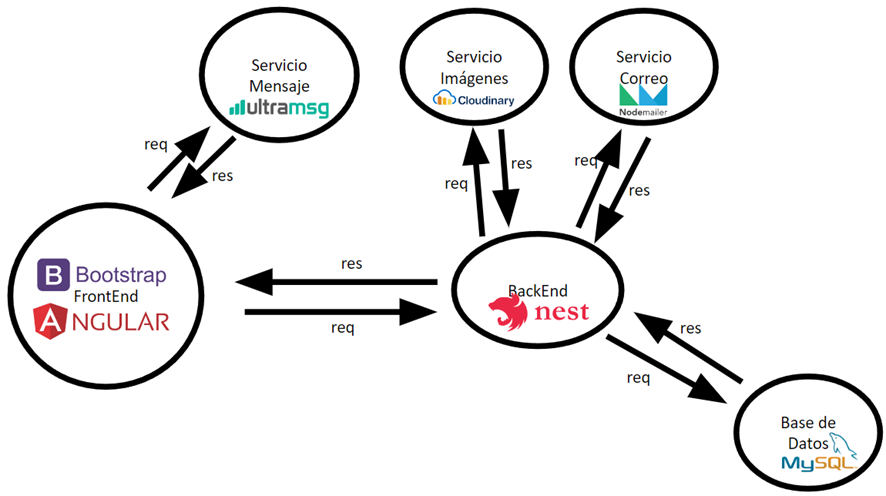 Servicio
Mensaje
ultramsg
Servicio
Imágenes
Cloudinary
Servicio
Correo
Nodemailer
req
res
req
res
req
res
B Bootstrap
FrontEnd
A NGULAR
res
req
BackEnd
nest
res
req
Base de
Datos
MySQL